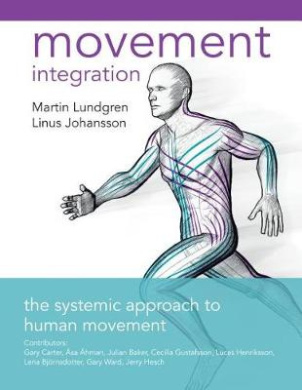 movement
integration
Martin Lundgren
Linus Johansson
the systemic approach to
human movement
Contributors:
Gary Carter, Åsa Åhman, Julian Baker, Cecilia Gustafsson, Lucas Henriksson,
Lena Björnsdotter, Gary Ward, Jerry Hesch